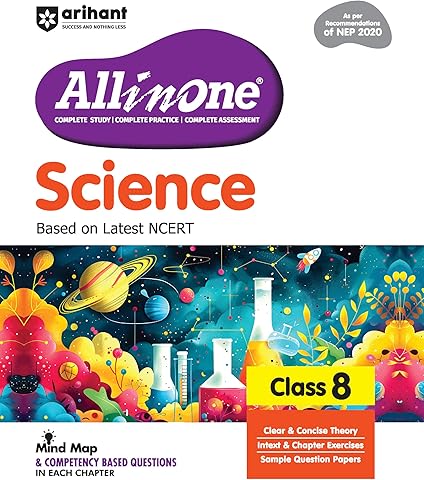 arihant
SUCCESS AND NOTHING LESS
As per
Recommendations
of NEP 2020
All in One®
COMPLETE STUDY | COMPLETE PRACTICE | COMPLETE ASSESSMENT
Science
Based on Latest NCERT
Class 8
Clear & Concise Theory
Intext & Chapter Exercises
Sample Question Papers
Mind Map
& COMPETENCY BASED QUESTIONS
IN EACH CHAPTER